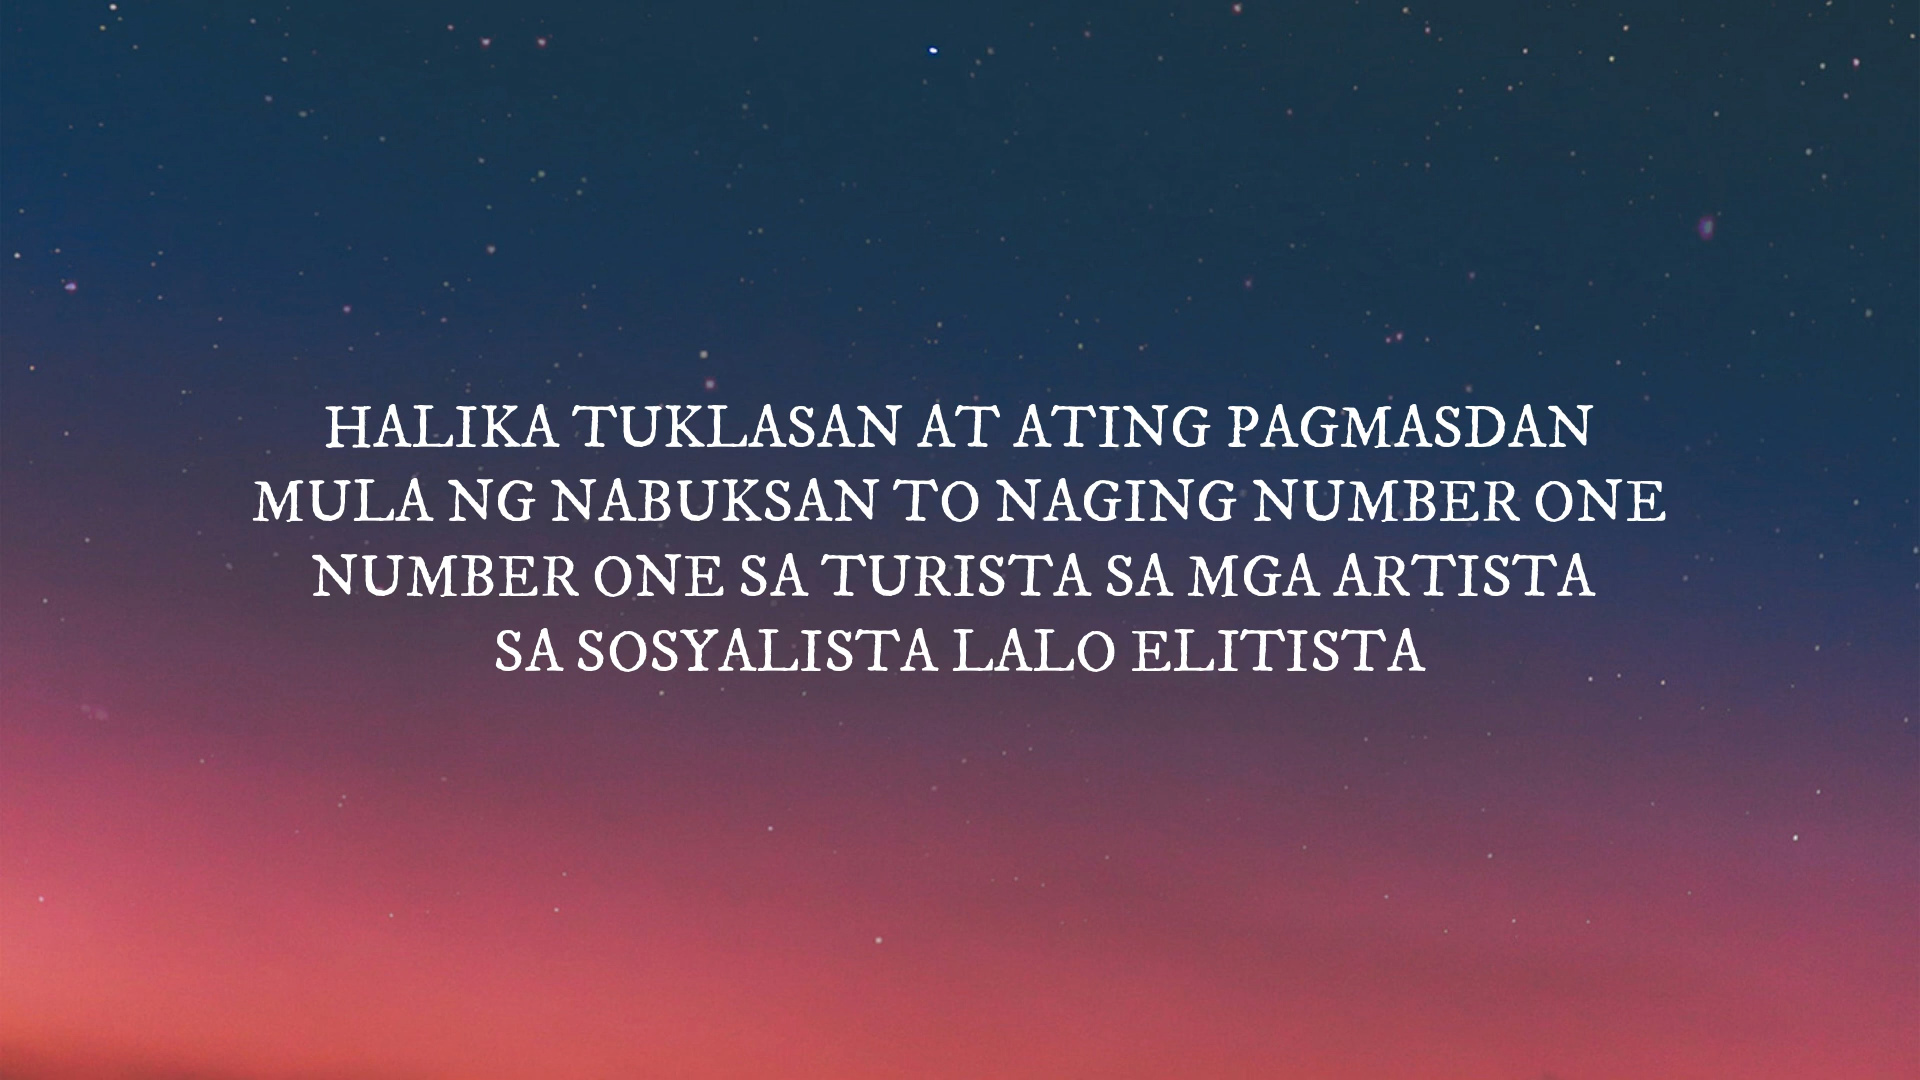 HALIKA TUKLASAN AT ATING PAGMASDAN
MULA NG NABUKSAN TO NAGING NUMBER ONE
NUMBER ONE SA TURISTA SA MGA ARTISTA
SA SOSYALISTA LALO ELITISTA